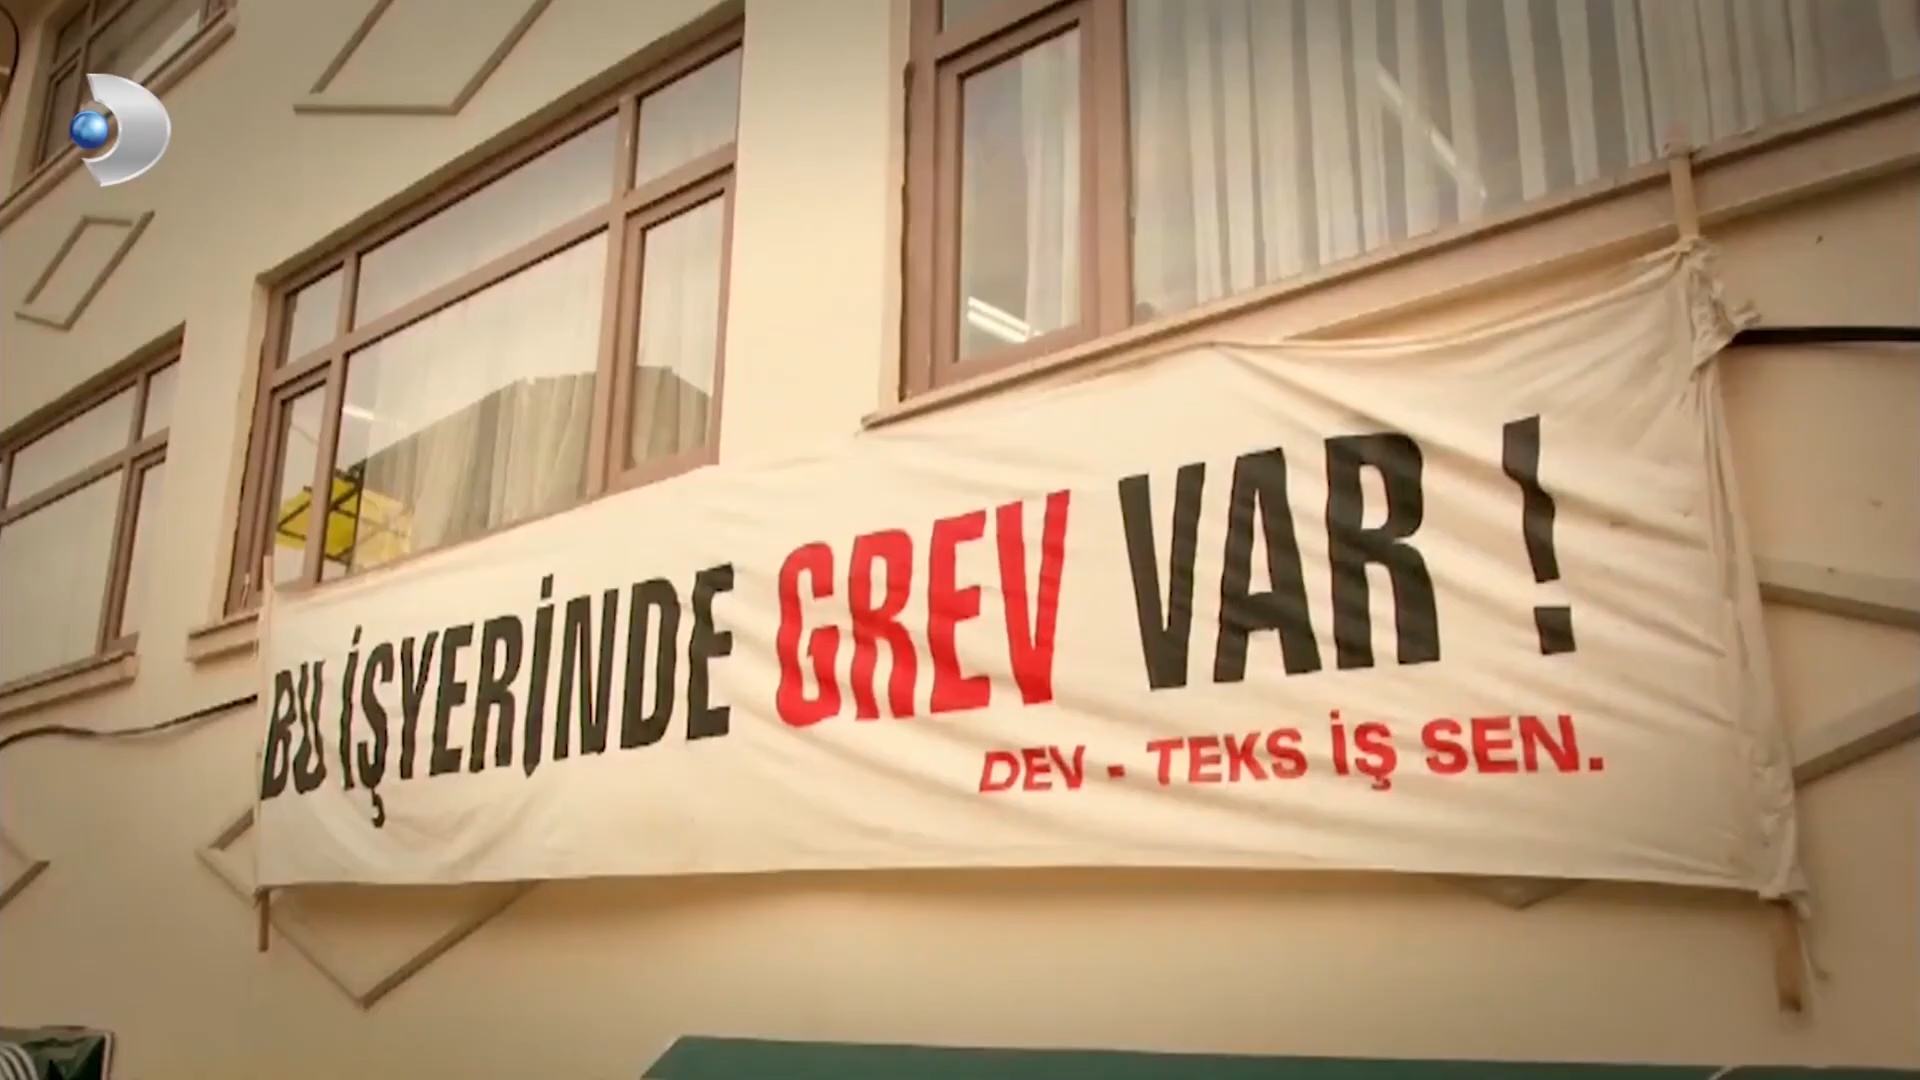 BU İŞYERİNDE GREV VAR !
DEV - TEKS İŞ SEN.